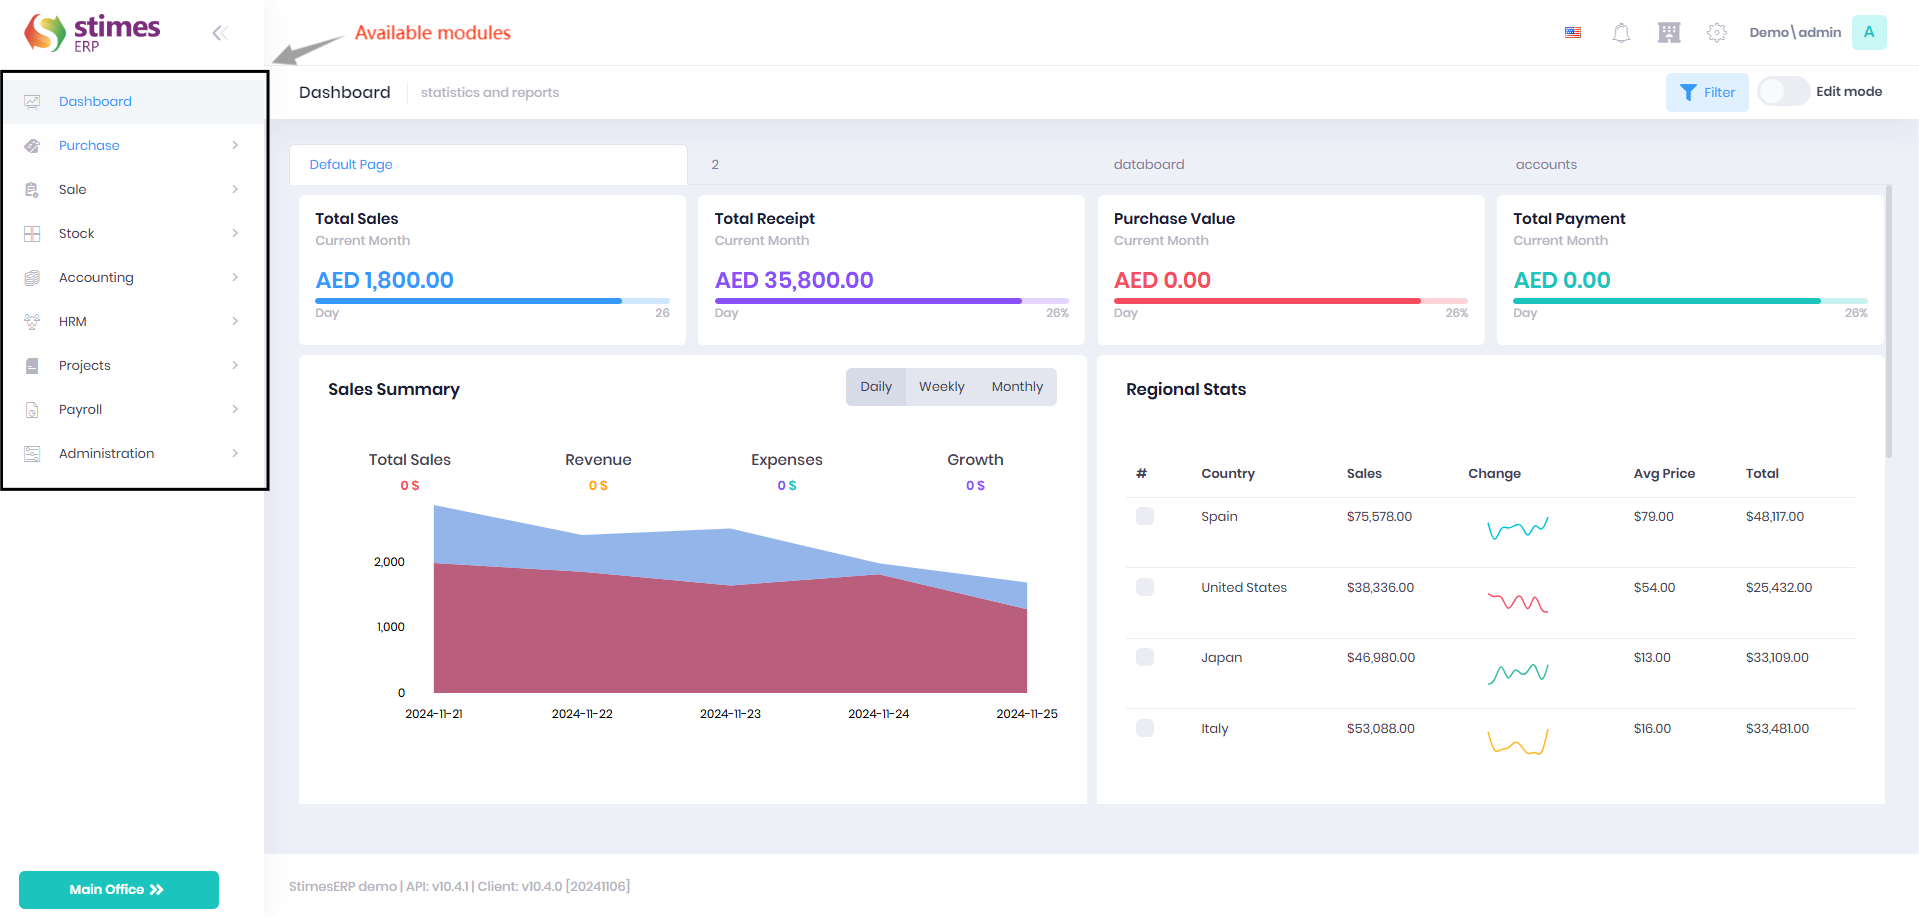 stimes
ERP
Available modules
Demo\admin
A
Dashboard
Purchase
Sale
Stock
Accounting
HRM
Projects
Payroll
Administration
Main Office
Dashboard
statistics and reports
Filter
Edit mode
Default Page
2
databoard
accounts
Total Sales
Current Month
AED 1,800.00
Day 26
Total Receipt
Current Month
AED 35,800.00
Day 26%
Purchase Value
Current Month
AED 0.00
Day 26%
Total Payment
Current Month
AED 0.00
Day 26%
Sales Summary
Daily Weekly Monthly
Total Sales Revenue Expenses Growth
0 $ 0 $ 0 $ 0 $
2,000
1,000
0
2024-11-21 2024-11-22 2024-11-23 2024-11-24 2024-11-25
Regional Stats
# Country Sales Change Avg Price Total
Spain $75,578.00 $79.00 $48,117.00
United States $38,336.00 $54.00 $25,432.00
Japan $46,980.00 $13.00 $33,109.00
Italy $53,088.00 $16.00 $33,481.00
StimesERP demo | API: v10.4.1 | Client: v10.4.0 [20241106]